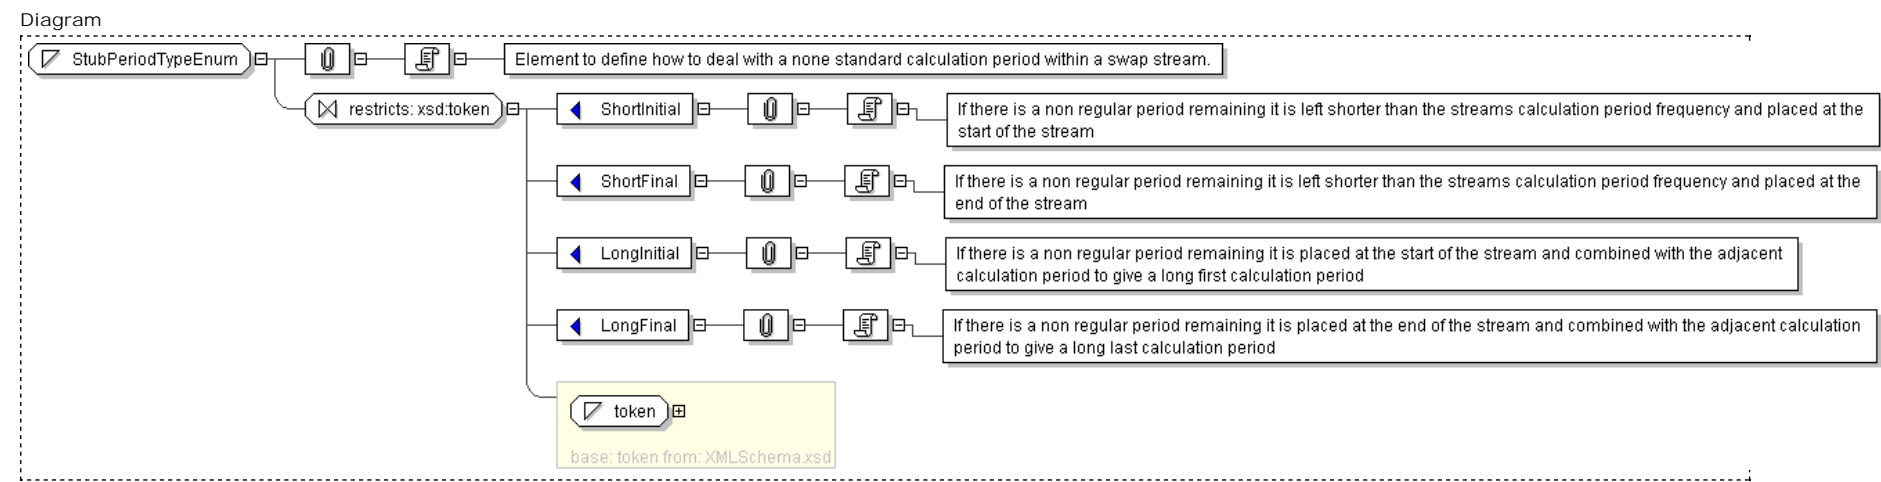 Diagram
StubPeriodTypeEnum
Element to define how to deal with a none standard calculation period within a swap stream.
restricts: xsd:token
ShortInitial
If there is a non regular period remaining it is left shorter than the streams calculation period frequency and placed at the
start of the stream
ShortFinal
If there is a non regular period remaining it is left shorter than the streams calculation period frequency and placed at the
end of the stream
LongInitial
If there is a non regular period remaining it is placed at the start of the stream and combined with the adjacent
calculation period to give a long first calculation period
LongFinal
If there is a non regular period remaining it is placed at the end of the stream and combined with the adjacent calculation
period to give a long last calculation period
token
base: token from: XMLSchema.xsd